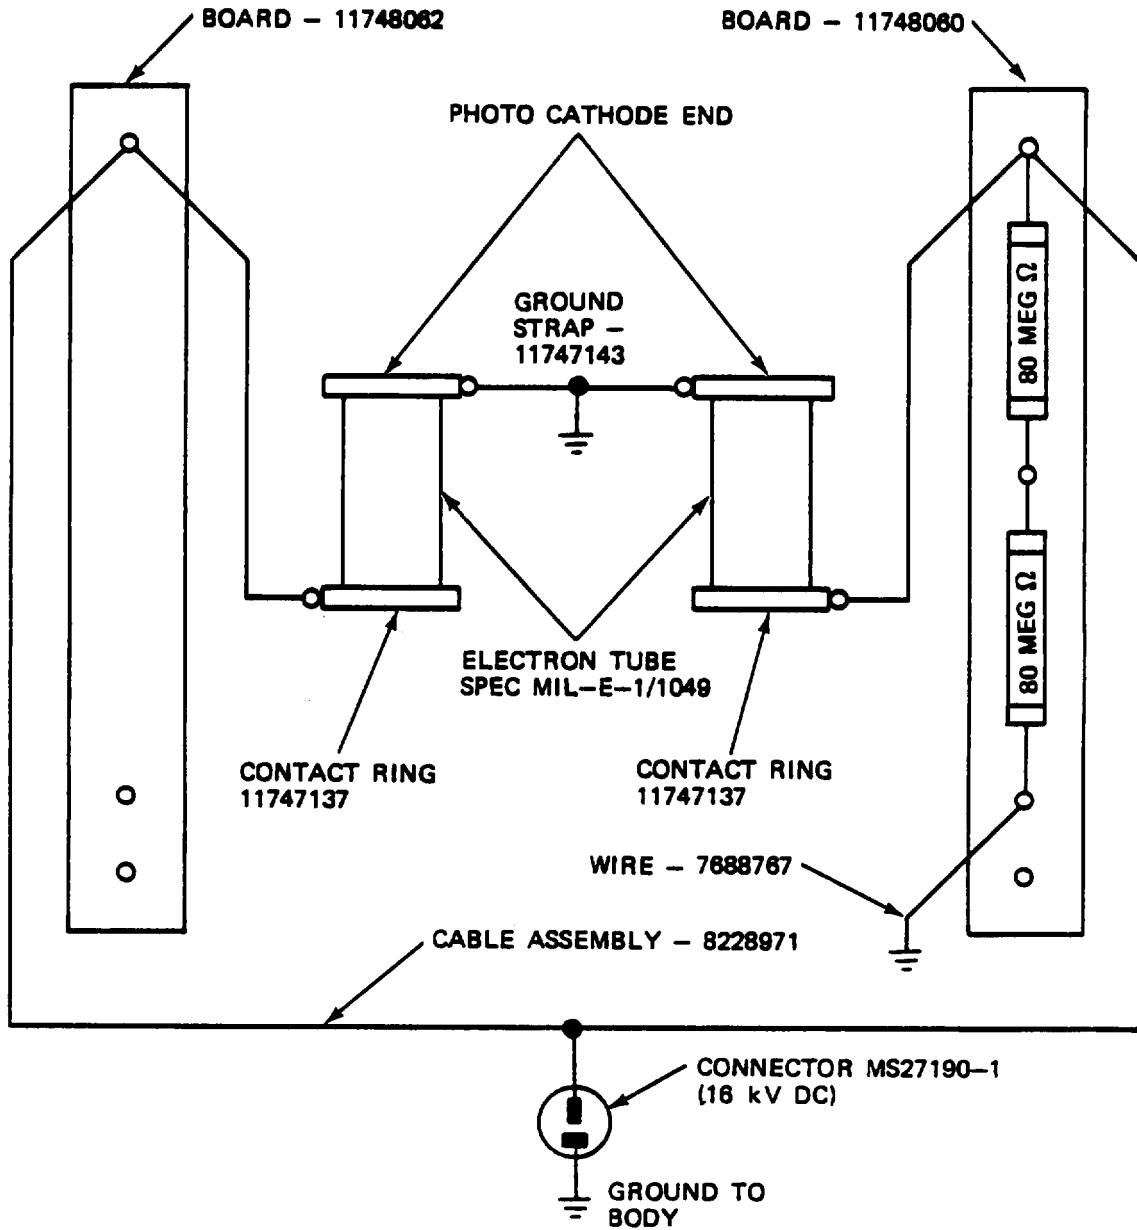 BOARD – 11748062
BOARD – 11748060
PHOTO CATHODE END
GROUND
STRAP –
11747143
80 MEG Ω
80 MEG Ω
ELECTRON TUBE
SPEC MIL–E–1/1049
CONTACT RING
11747137
CONTACT RING
11747137
WIRE – 7688767
CABLE ASSEMBLY – 8228971
CONNECTOR MS27190–1
(16 kV DC)
GROUND TO
BODY